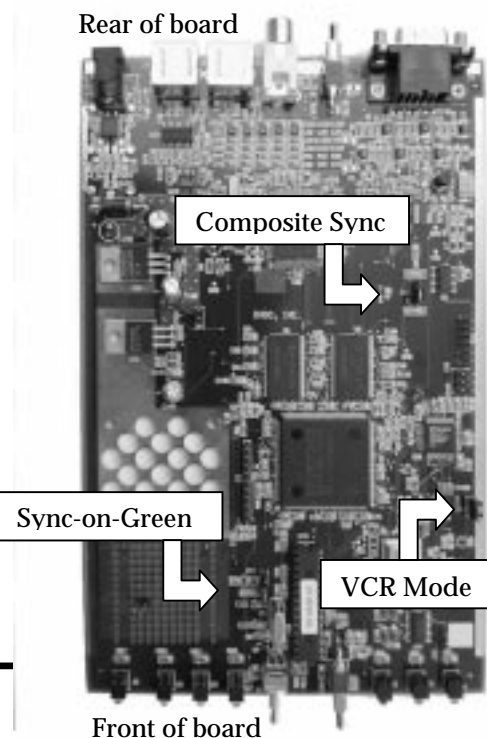 Rear of board
Composite Sync
Sync-on-Green
VCR Mode
Front of board